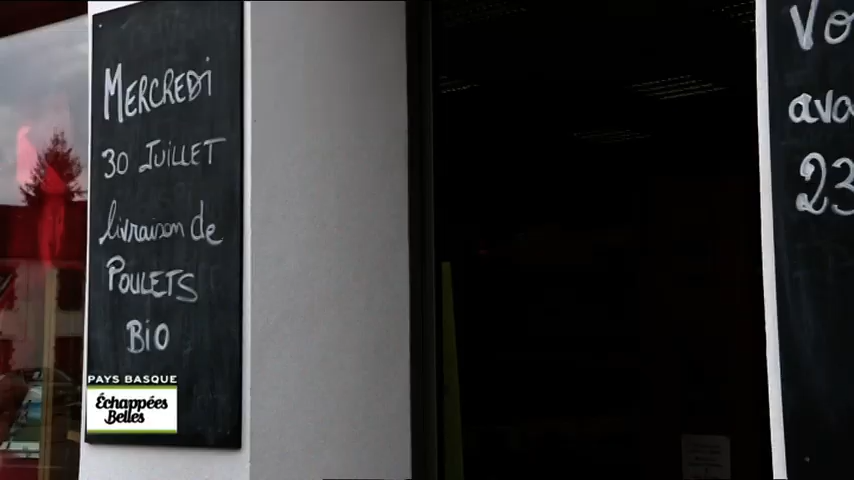 MERCREDI
30 JUILLET
livraison de
POULETS
BiO
PAYS BASQUE
Échappées
Belles
Vo
ava
23